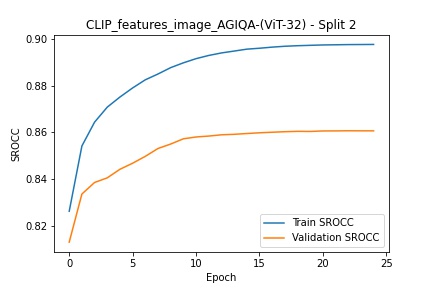 CLIP_features_image_AGIQA-(ViT-32) - Split 2
0.90
0.88
0.86
0.84
0.82
SROCC
0
5
10
15
20
25
Epoch
Train SROCC
Validation SROCC